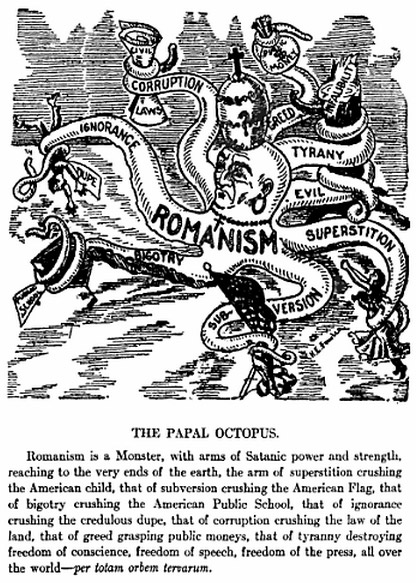 CIVIL
LAWS
CORRUPTION
GREED
IGNORANCE
DUPE
TYRANNY
EVIL
ROMANISM
SUPERSTITION
BIGOTRY
SUB-
VERSION
SCHOOL
THE PAPAL OCTOPUS.
Romanism is a Monster, with arms of Satanic power and strength,
reaching to the very ends of the earth, the arm of superstition crushing
the American child, that of subversion crushing the American Flag, that
of bigotry crushing the American Public School, that of ignorance
crushing the credulous dupe, that of corruption crushing the law of the
land, that of greed grasping public moneys, that of tyranny destroying
freedom of conscience, freedom of speech, freedom of the press, all over
the world—per totam orbem tervarum.